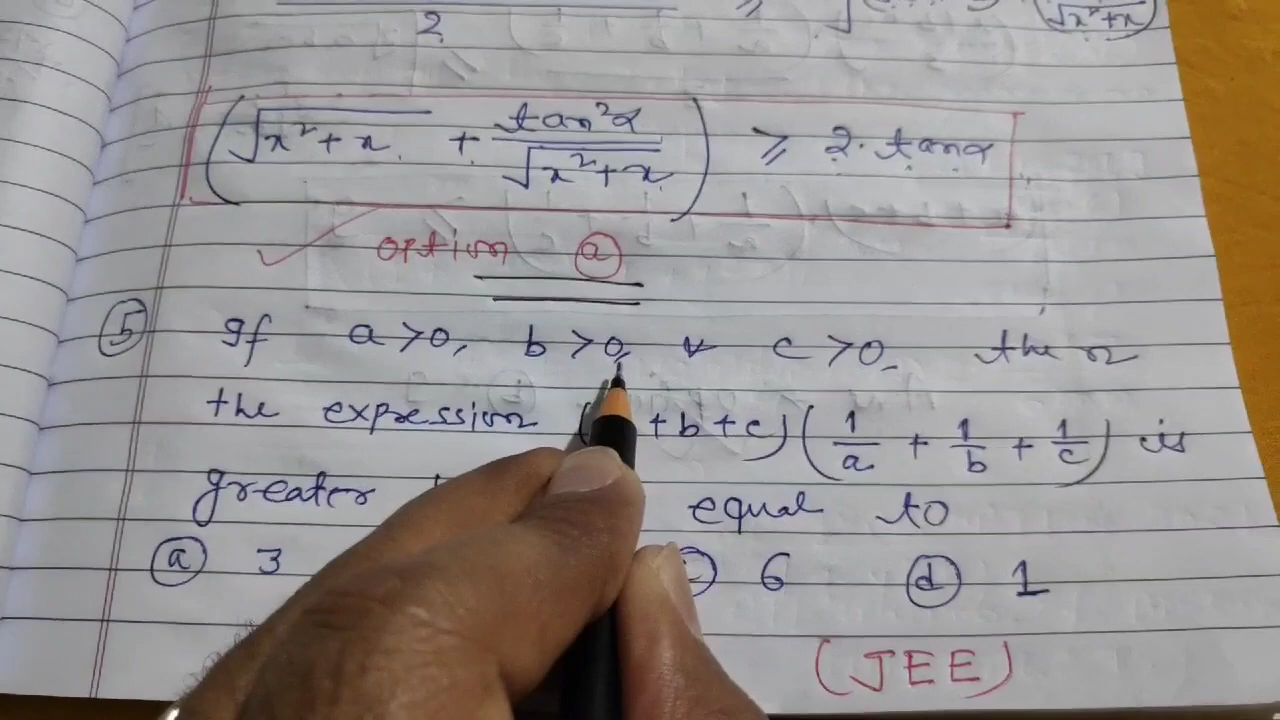 2 ≥ √
√x²+x
(√x²+x + tan²α/√x²+x) ≥ 2·tanα
option ⓐ
⑤ If a>0, b>0, & c>0, then
the expression ( +b+c)(1/a + 1/b + 1/c) is
greater equal to
ⓐ 3 ⓒ 6 ⓓ 1
(JEE)